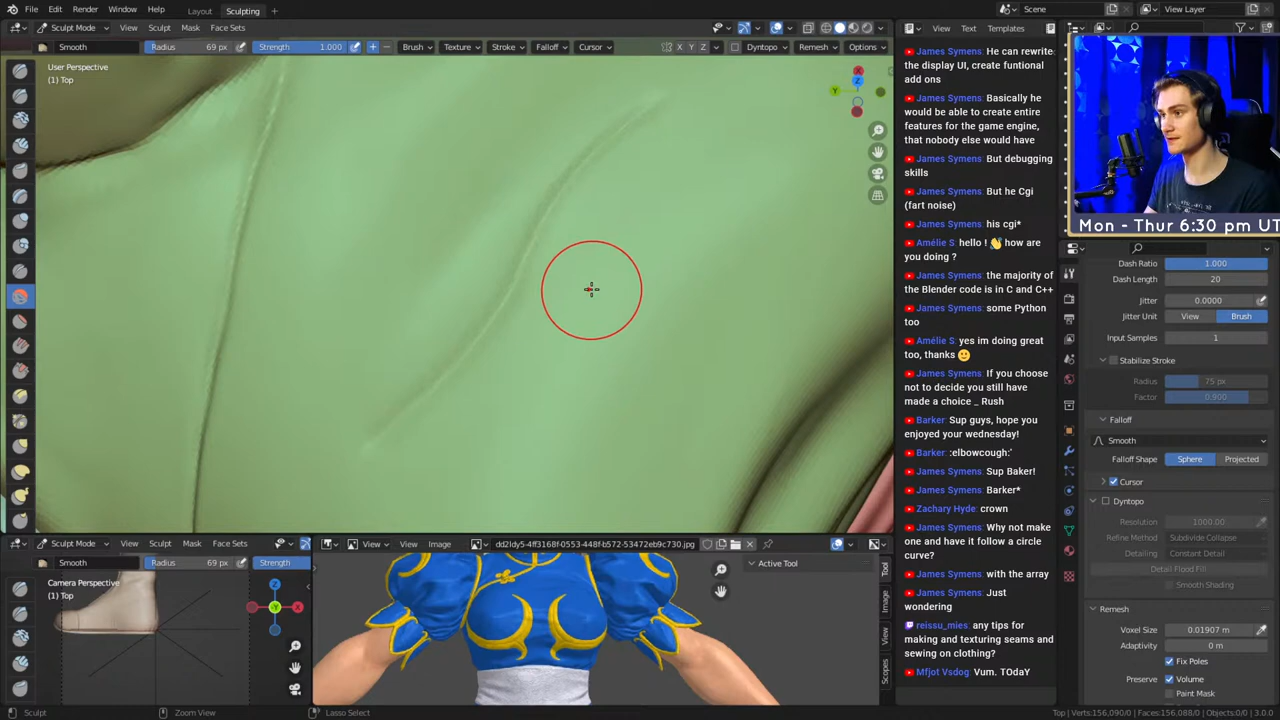 File Edit Render Window Help Layout Sculpting + Scene View Layer
Sculpt Mode View Sculpt Mask Face Sets View Text Templates
Smooth Radius 69 px Strength 1.000 Brush Texture Stroke Falloff Cursor X Y Z Dyntopo Remesh Options
User Perspective
(1) Top
X
Z
Y
James Symens: He can rewrite
the display UI, create funtional
add ons
James Symens: Basically he
would be able to create entire
features for the game engine,
that nobody else would have
James Symens: But debugging
skills
James Symens: But he Cgi
(fart noise)
James Symens: his cgi*
Amélie S: hello ! 👋 how are
you doing ?
James Symens: the majority of
the Blender code is in C and C++
James Symens: some Python
too
Amélie S: yes im doing great
too, thanks 🙂
James Symens: If you choose
not to decide you still have
made a choice _ Rush
Barker: Sup guys, hope you
enjoyed your wednesday!
Barker: :elbowcough:'
James Symens: Sup Baker!
James Symens: Barker*
Zachary Hyde: crown
James Symens: Why not make
one and have it follow a circle
curve?
James Symens: with the array
James Symens: Just
wondering
reissu_mies: any tips for
making and texturing seams and
sewing on clothing?
Mfjot Vsdog: Vum. TOdaY
Mon - Thur 6:30 pm UTC
Dash Ratio 1.000
Dash Length 20
Jitter 0.0000
Jitter Unit View Brush
Input Samples 1
Stabilize Stroke
Radius 75 px
Factor 0.900
Falloff
Smooth
Falloff Shape Sphere Projected
Cursor
Dyntopo
Resolution 1000.00
Refine Method Subdivide Collapse
Detailing Constant Detail
Detail Flood Fill
Smooth Shading
Remesh
Voxel Size 0.01907 m
Adaptivity 0 m
Fix Poles
Preserve Volume
Paint Mask
Sculpt Mode View Sculpt Mask Face Sets
Smooth Radius 69 px Strength
Camera Perspective
(1) Top
Z
X
Y
View View Image dd2ldy5-4ff3168f-0553-448f-b572-53472eb9c730.jpg
Active Tool
Tool
Image
View
Scopes
Sculpt Zoom View Lasso Select Top | Verts:156,090/0 | Faces:156,088/0 | Objects:0/0 | 3.0.0